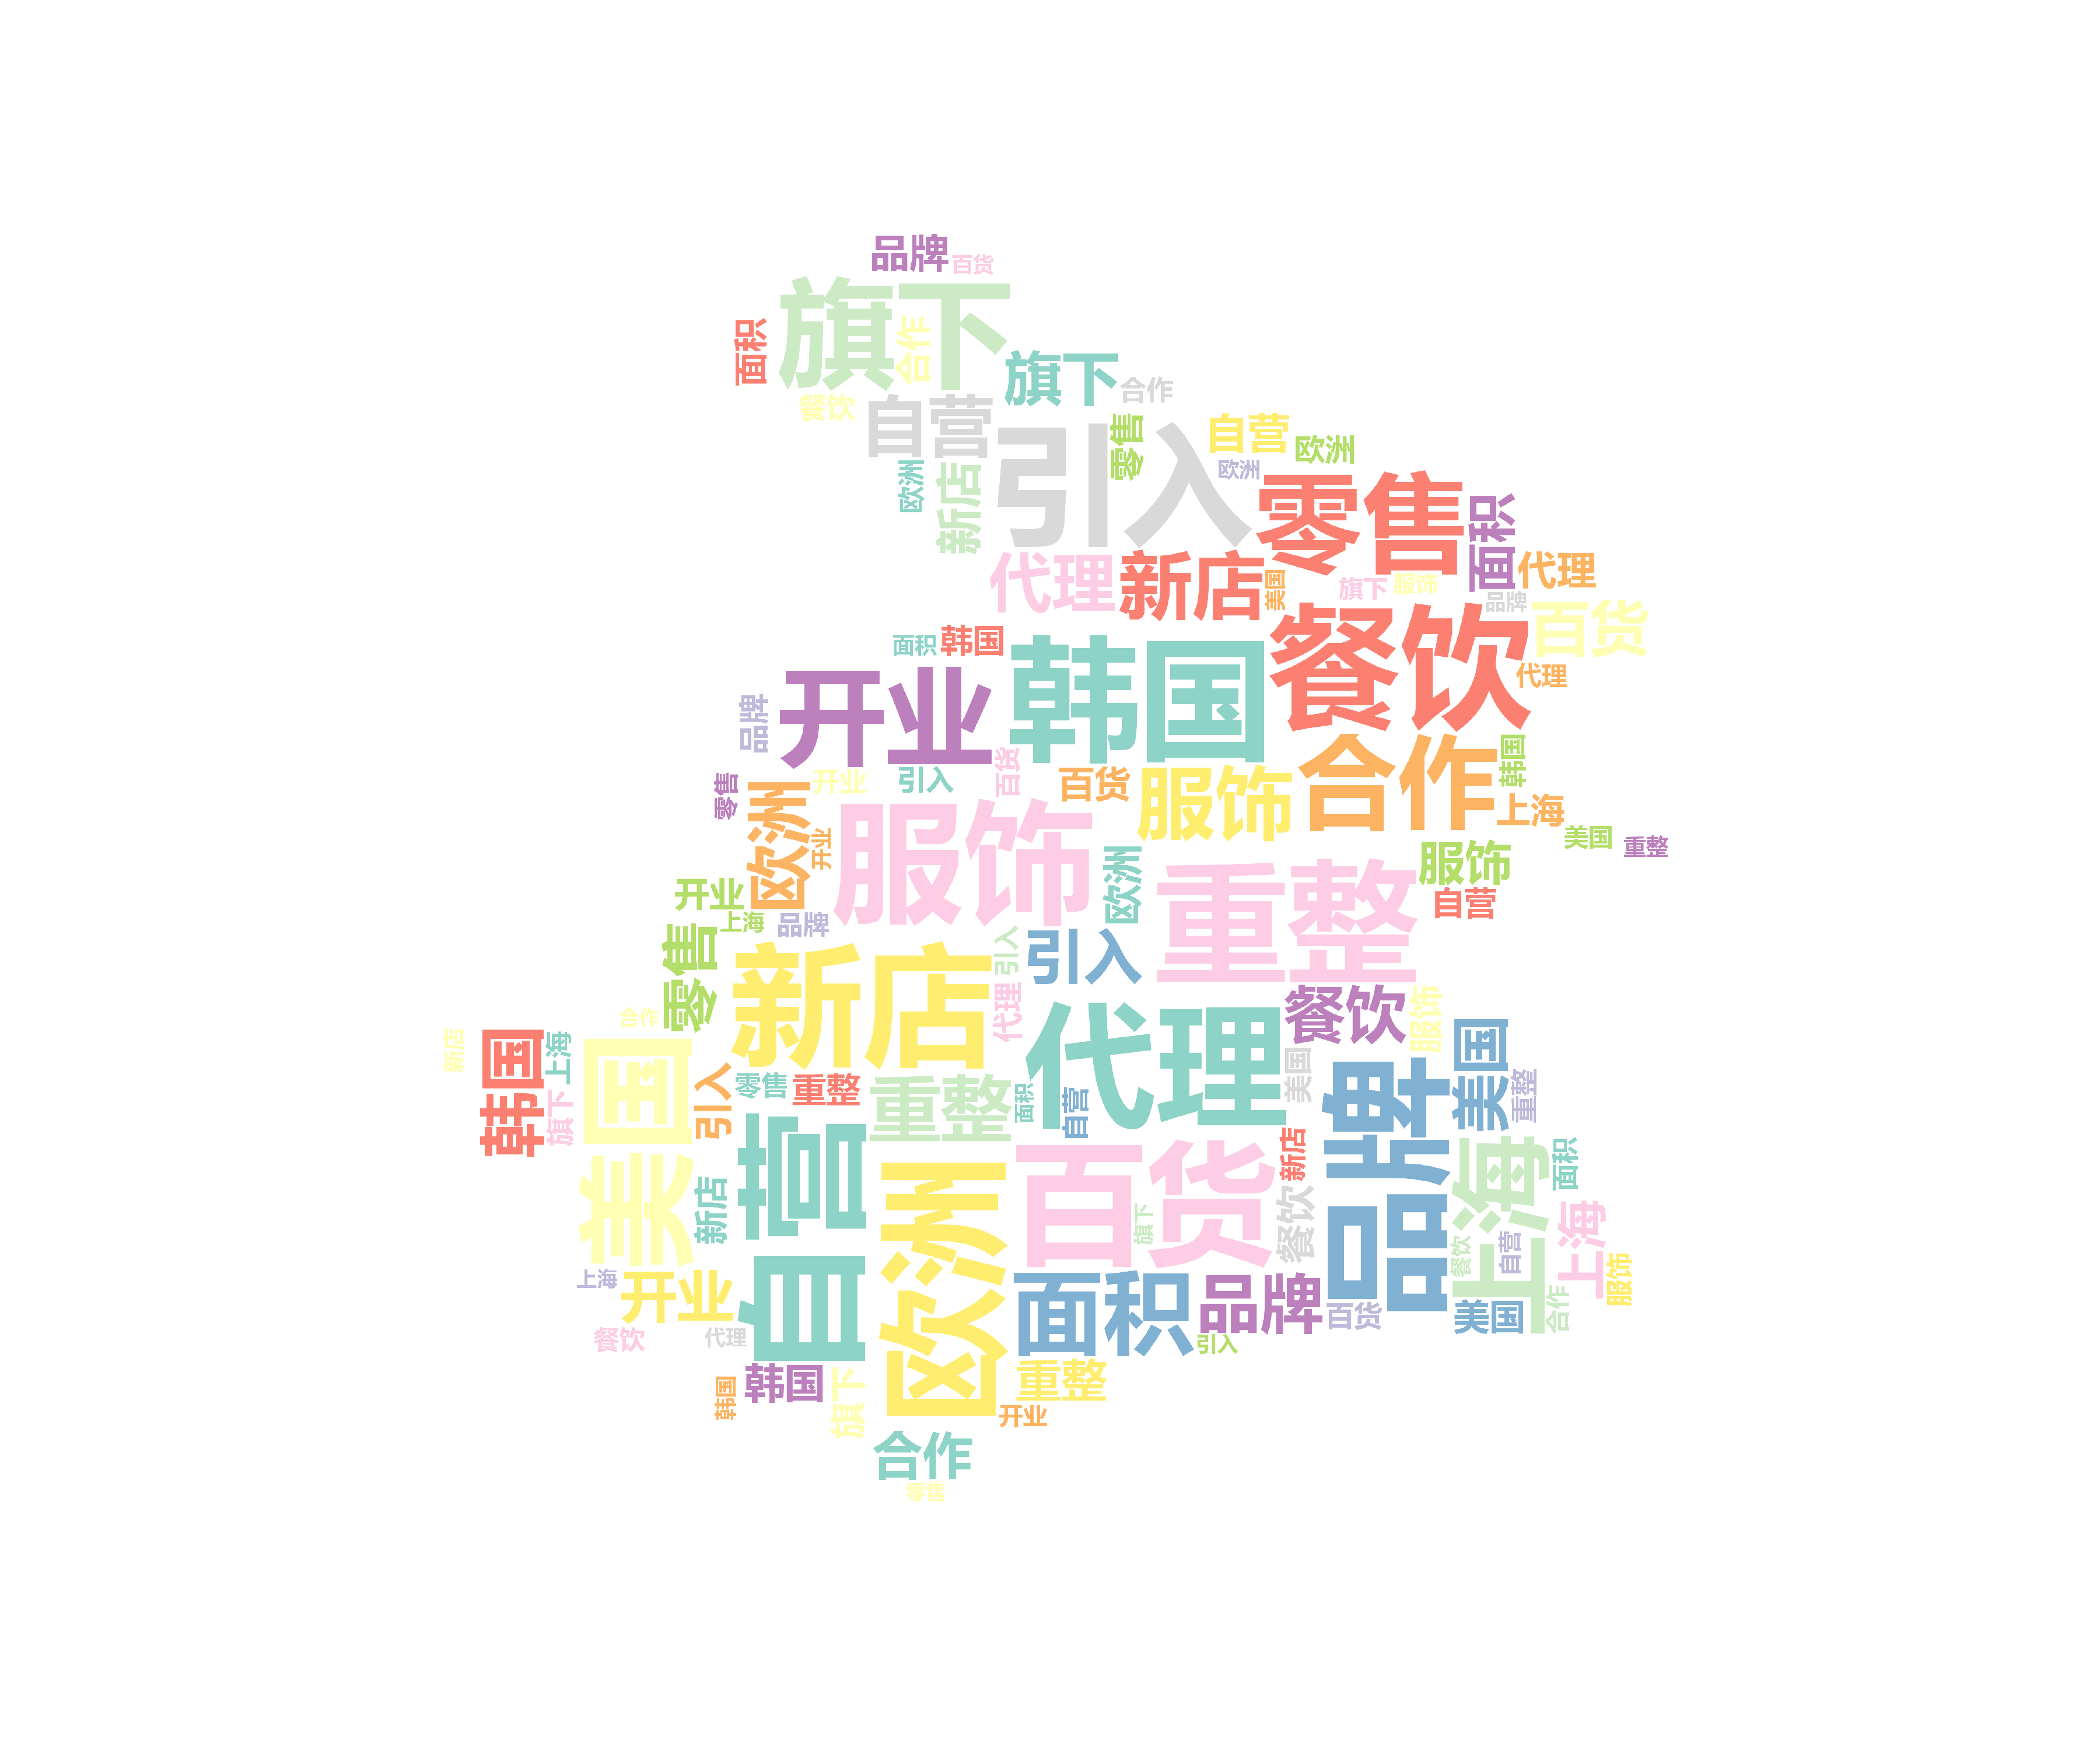 品牌
百货
旗下
面积
合作
旗下
合作
餐饮
自营
引入
零售
自营
欧洲
欧洲
欧洲
新店
零售
面积
代理
新店
美国
代理
旗下
服饰
品牌
百货
餐饮
面积
韩国
韩国
代理
开业
品牌
合作
韩国
零售
开业
引入
百货
百货
服饰
上海
欧洲
开业
服饰
美国
重整
欧洲
服饰
重整
自营
开业
上海
品牌
零售
新店
引入
引入
餐饮
服饰
代理
代理
合作
新店
韩国
上海
旗下
美国
引入
零售
重整
重整
面积
自营
美国
品牌
美国
重整
自营
新店
欧洲
百货
旗下
新店
餐饮
上海
面积
上海
服饰
餐饮
自营
合作
上海
开业
面积
品牌
百货
美国
餐饮
代理
引入
韩国
韩国
旗下
重整
开业
合作
零售